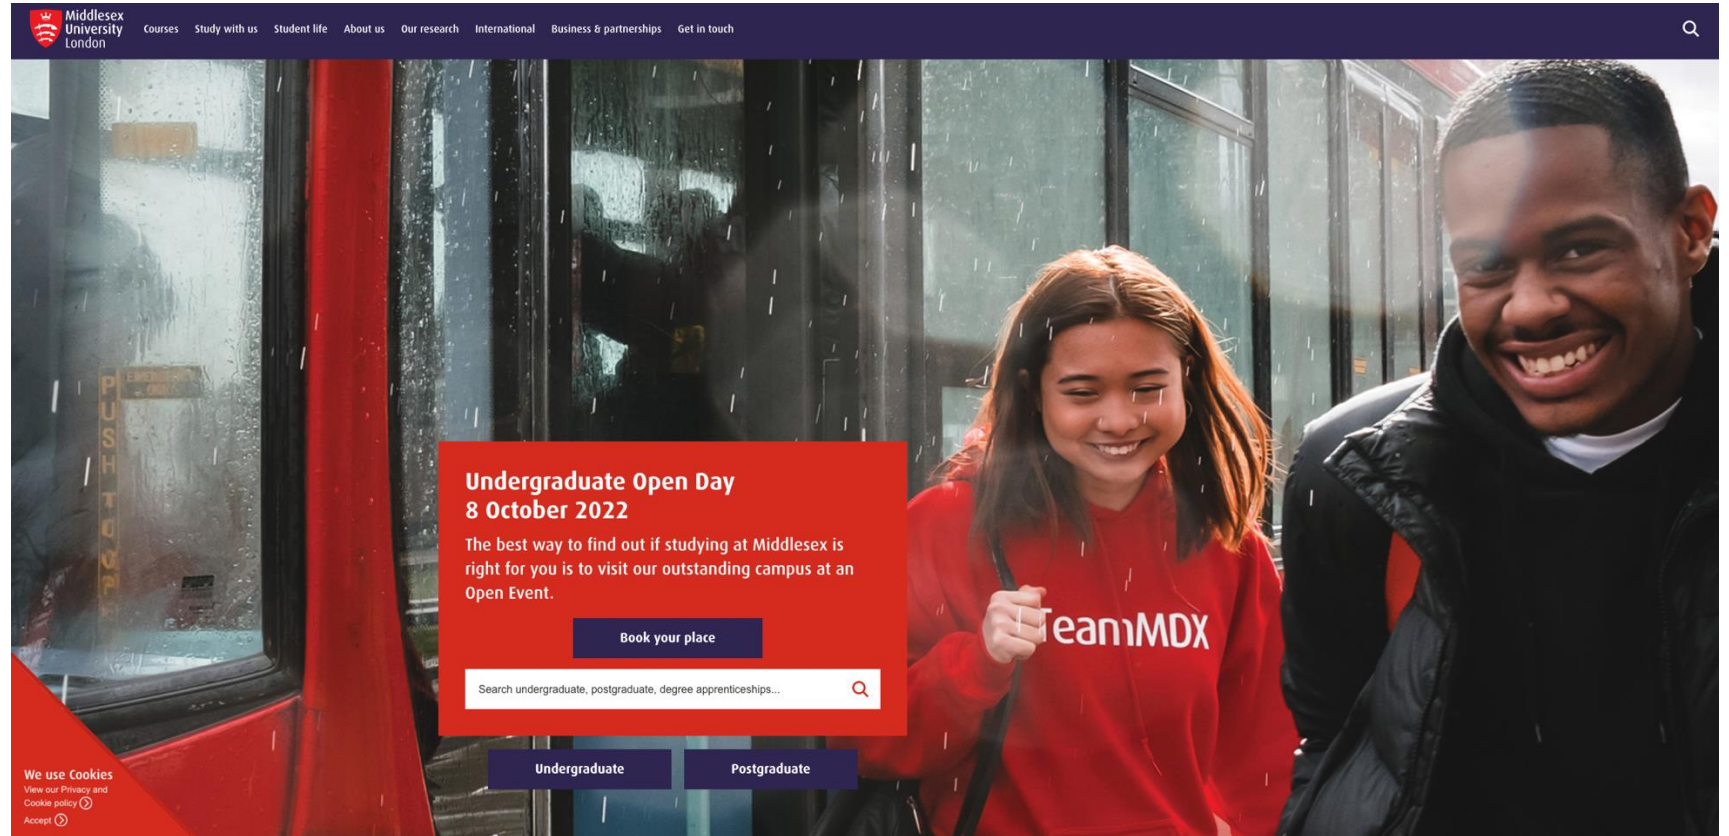 Middlesex
University
London
Courses Study with us Student life About us Our research International Business & partnerships Get in touch
PUSH TO OPEN
EMERGENCY
Undergraduate Open Day
8 October 2022
The best way to find out if studying at Middlesex is
right for you is to visit our outstanding campus at an
Open Event.
TeamMDX
Book your place
Search undergraduate, postgraduate, degree apprenticeships...
Undergraduate Postgraduate
We use Cookies
View our Privacy and
Cookie policy
Accept